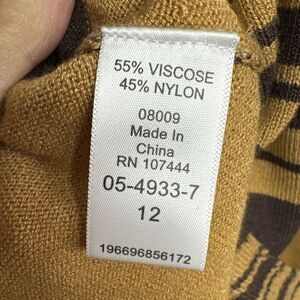 55% VISCOSE
45% NYLON
08009
Made In
China
RN 107444
05-4933-7
12
196696856172